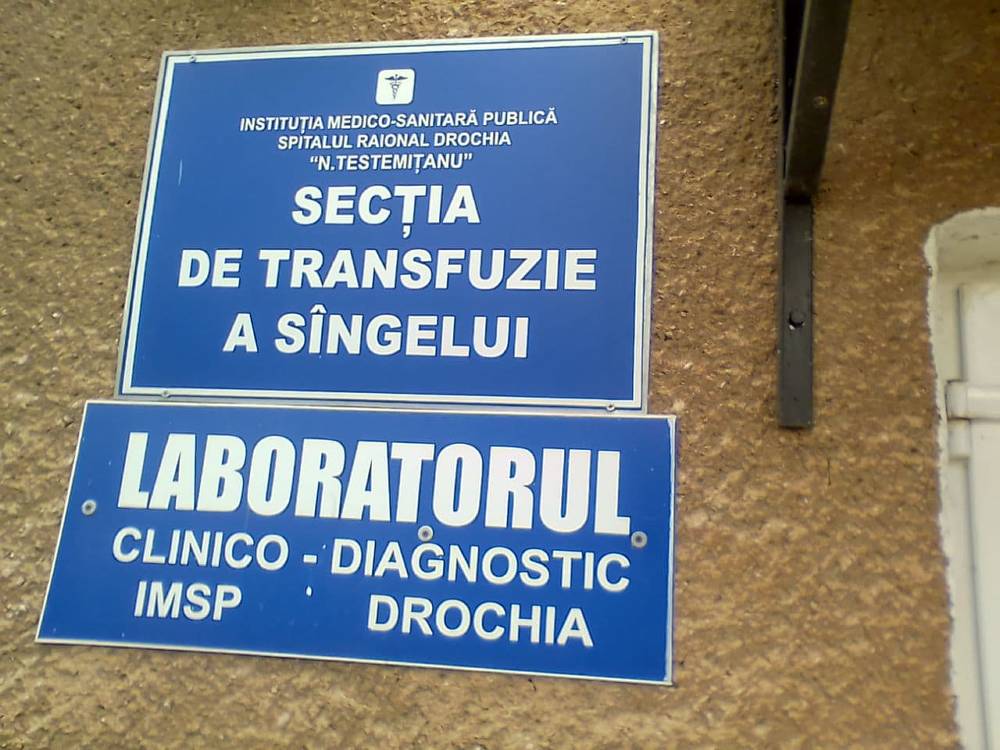 INSTITUȚIA MEDICO-SANITARĂ PUBLICĂ
SPITALUL RAIONAL DROCHIA
"N.TESTEMIȚANU"
SECȚIA
DE TRANSFUZIE
A SÎNGELUI
LABORATORUL
CLINICO - DIAGNOSTIC
IMSP DROCHIA